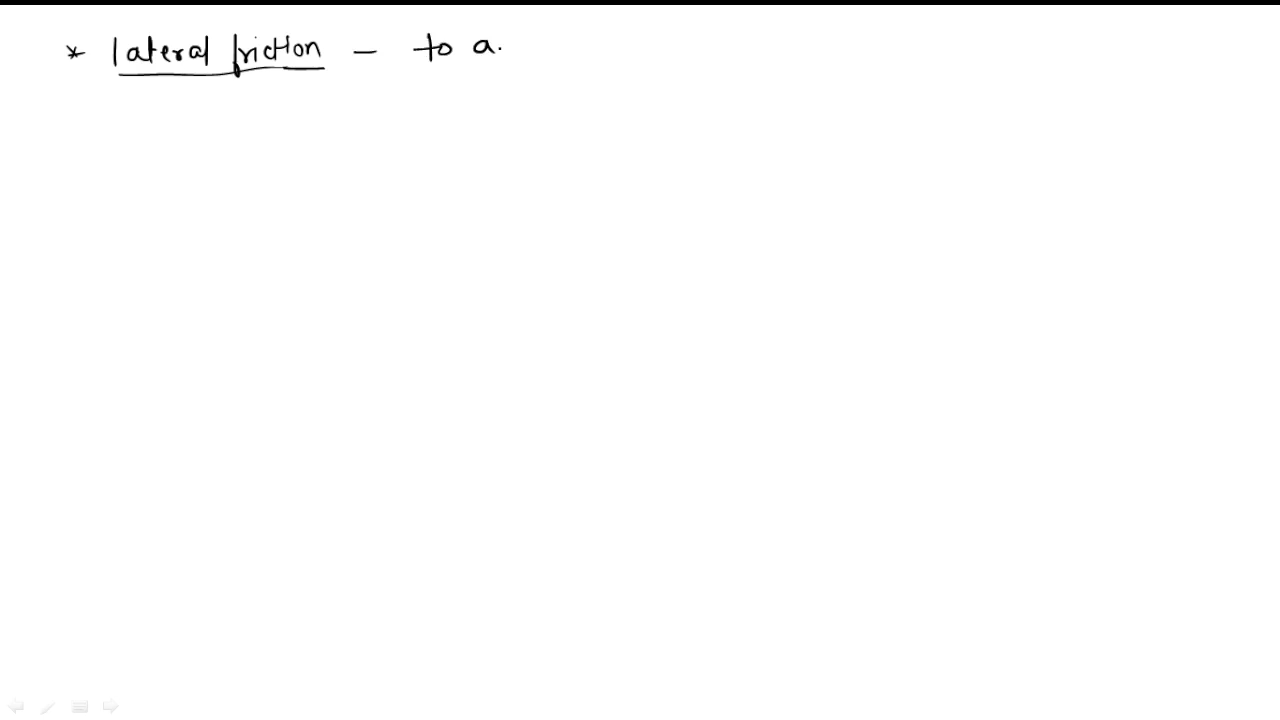 * lateral friction - to a.